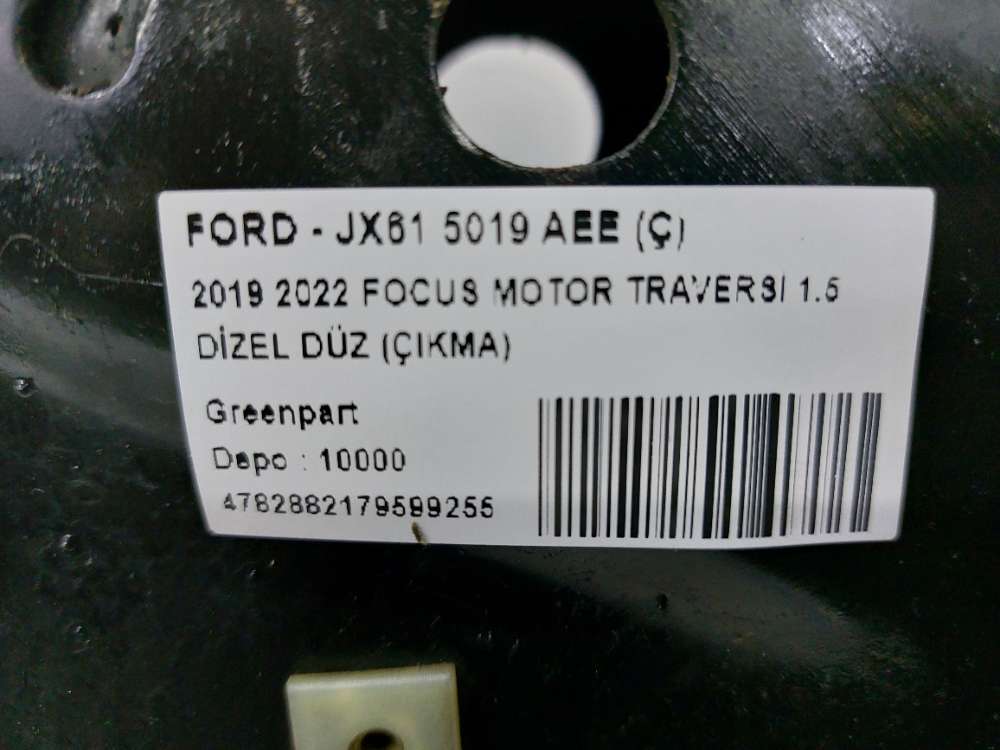 FORD - JX61 5019 AEE (Ç)
2019 2022 FOCUS MOTOR TRAVERSİ 1.5
DİZEL DÜZ (ÇIKMA)
Greenpart
Depo : 10000
4782882179599255